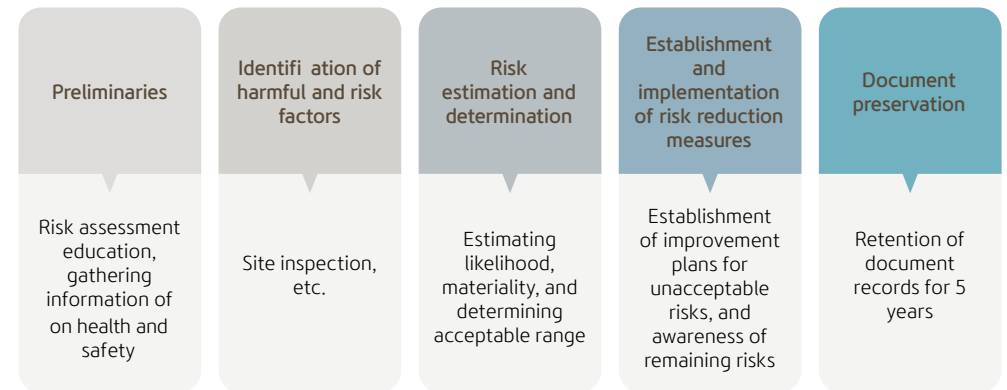 Preliminaries
Risk assessment
education,
gathering
information of
on health and
safety
Identifi ation of
harmful and risk
factors
Site inspection,
etc.
Risk
estimation and
determination
Estimating
likelihood,
materiality, and
determining
acceptable range
Establishment
and
implementation
of risk reduction
measures
Establishment
of improvement
plans for
unacceptable
risks, and
awareness of
remaining risks
Document
preservation
Retention of
document
records for 5
years